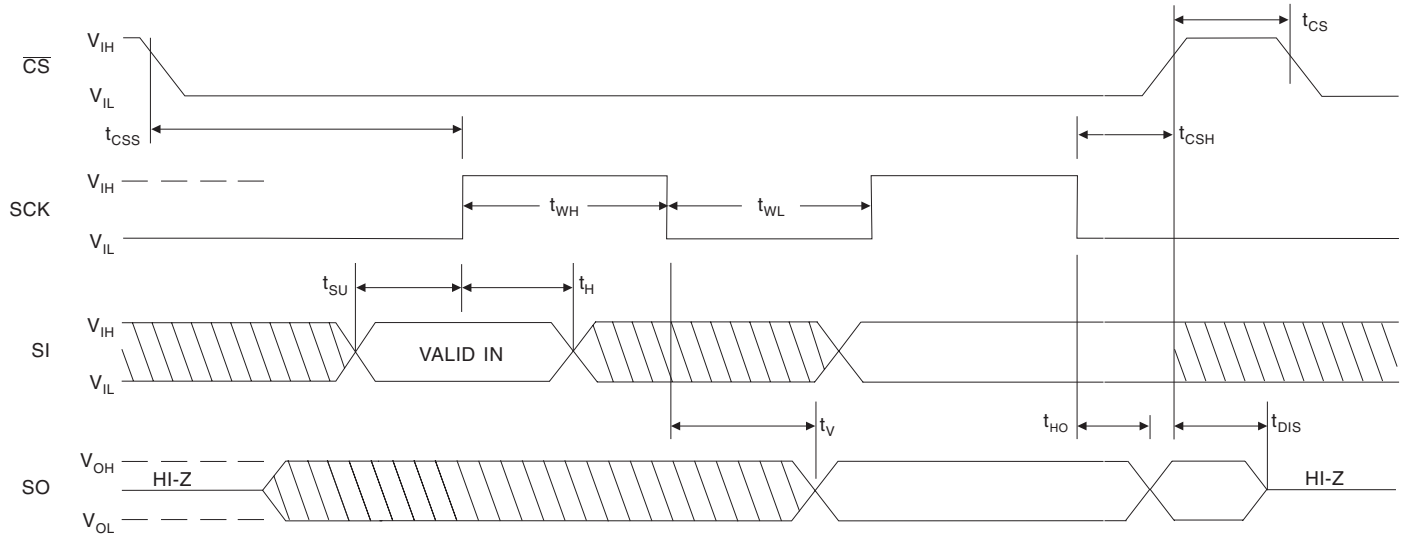 t_CS
V_IH
C̅S̅
V_IL
t_CSS
t_CSH
V_IH
SCK
t_WH
t_WL
V_IL
t_SU
t_H
V_IH
SI
VALID IN
V_IL
t_V
t_HO
t_DIS
V_OH
SO
HI-Z
HI-Z
V_OL